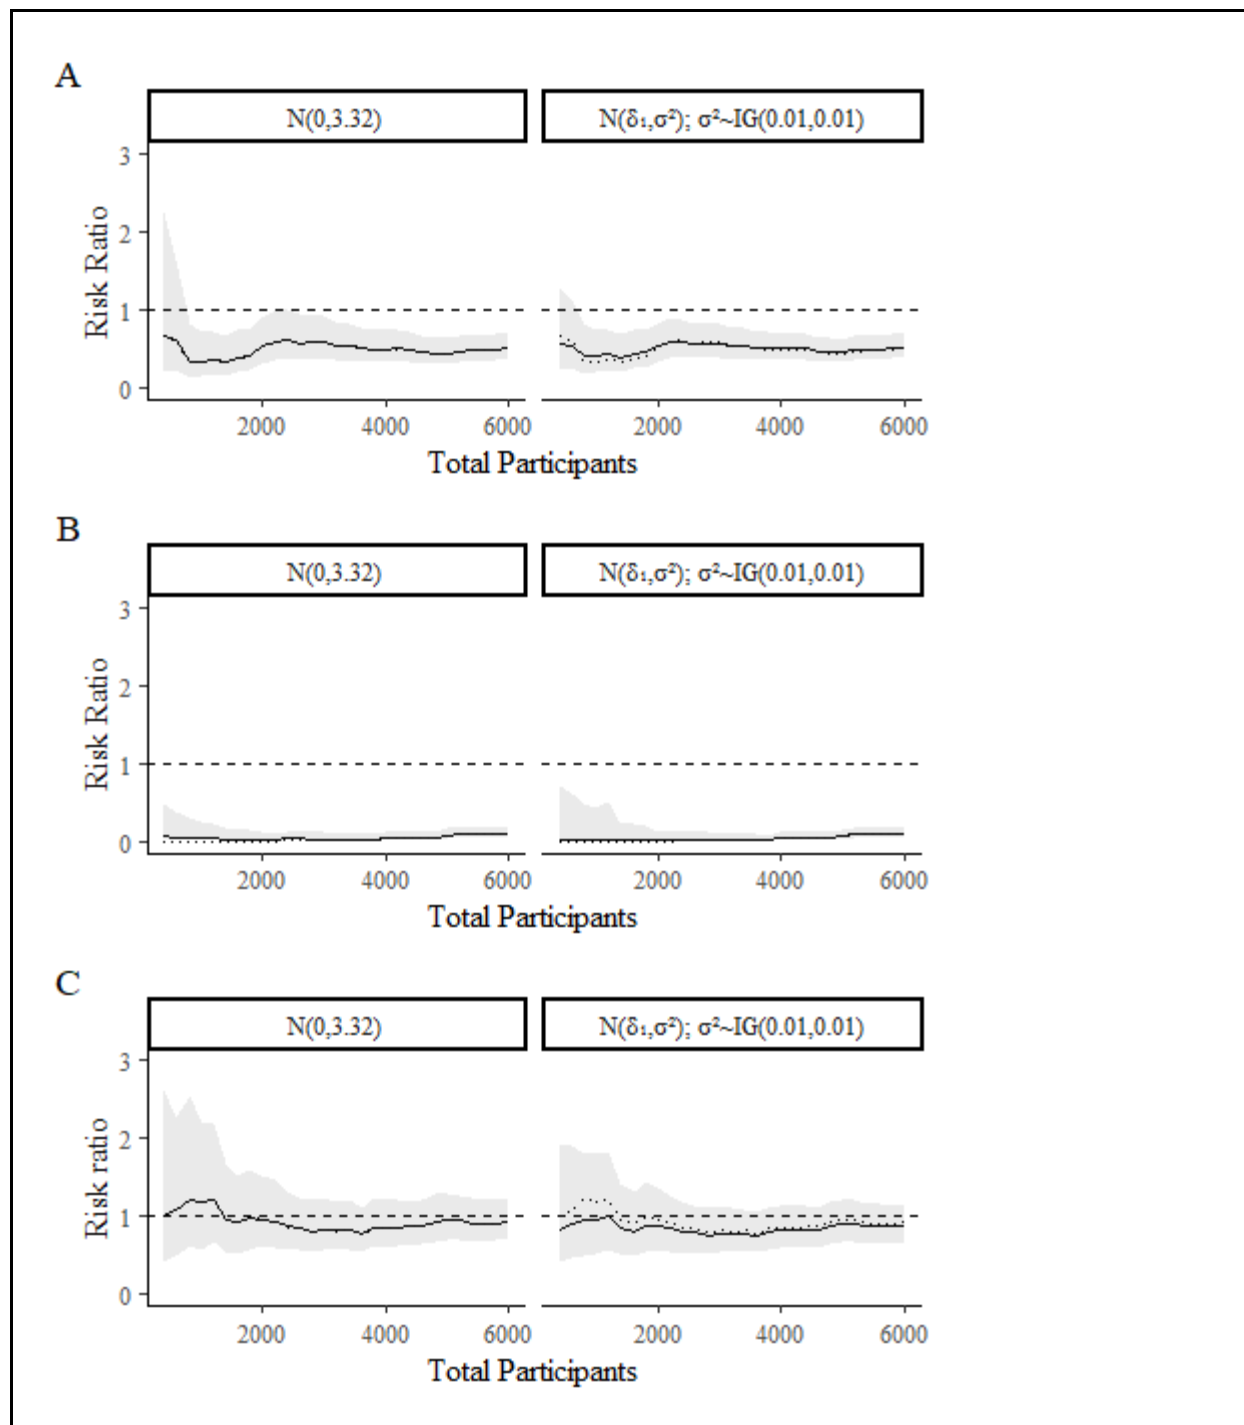 A
N(0,3.32) N(δ₁,σ²); σ²~IG(0.01,0.01)
3
2
1
0
Risk Ratio
2000 4000 6000 2000 4000 6000
Total Participants
B
N(0,3.32) N(δ₁,σ²); σ²~IG(0.01,0.01)
3
2
1
0
Risk Ratio
2000 4000 6000 2000 4000 6000
Total Participants
C
N(0,3.32) N(δ₁,σ²); σ²~IG(0.01,0.01)
3
2
1
0
Risk ratio
2000 4000 6000 2000 4000 6000
Total Participants